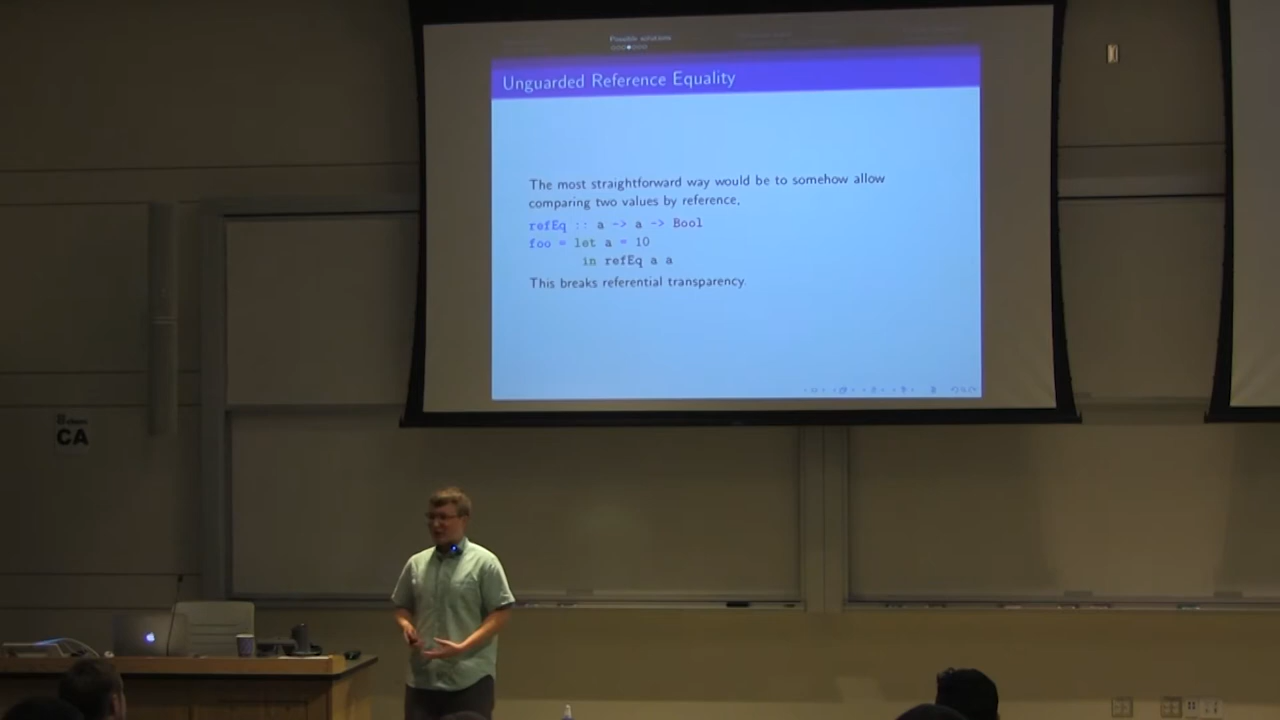 Possible solutions
Unguarded Reference Equality
The most straightforward way would be to somehow allow
comparing two values by reference,
refEq :: a -> a -> Bool
foo = let a = 10
in refEq a a
This breaks referential transparency.
CA